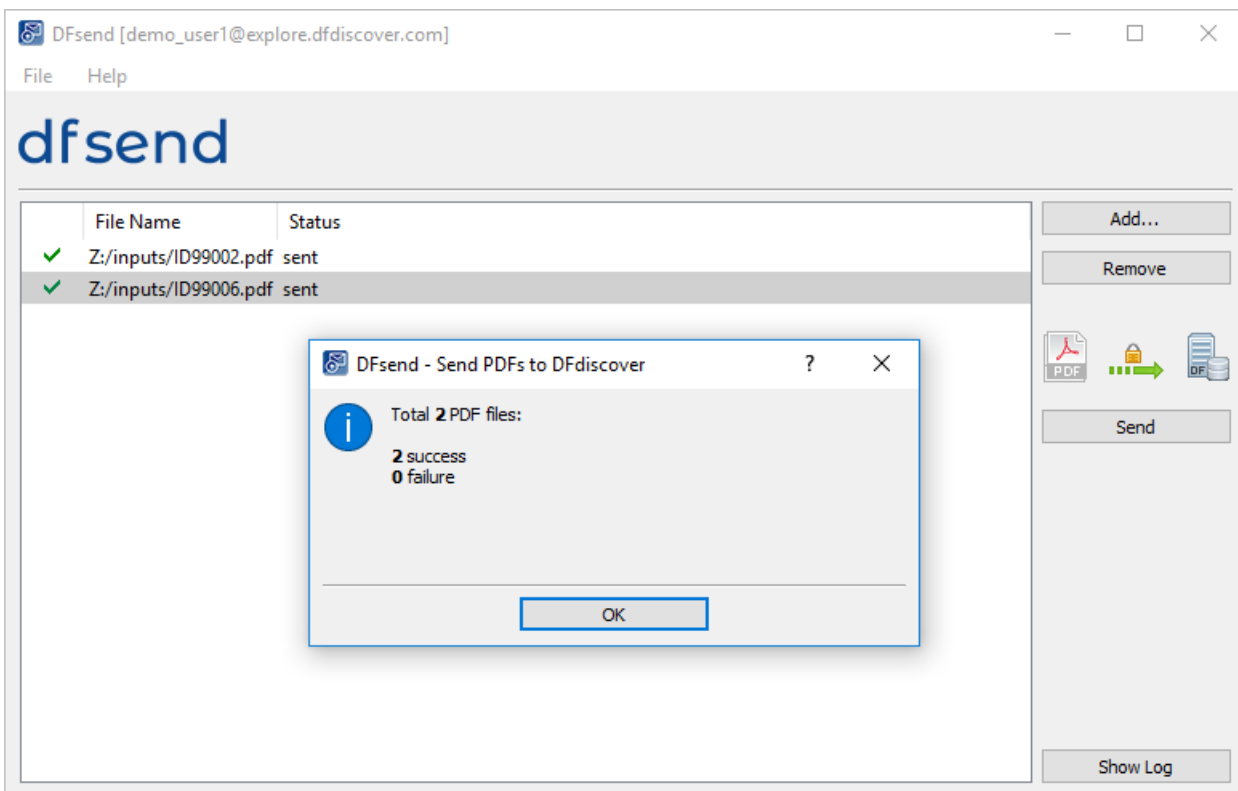 DFsend [demo_user1@explore.dfdiscover.com]
File Help
dfsend
File Name Status
Z:/inputs/ID99002.pdf sent
Z:/inputs/ID99006.pdf sent
Add...
Remove
PDF DF
Send
Show Log
DFsend - Send PDFs to DFdiscover ?
Total 2 PDF files:
2 success
0 failure
OK